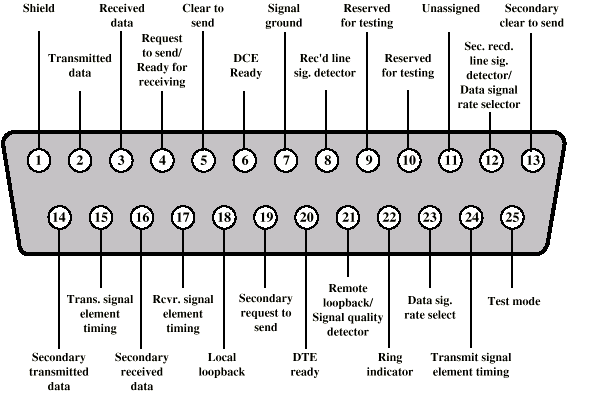 Shield
Received
data
Clear to
send
Signal
ground
Reserved
for testing
Unassigned
Secondary
clear to send
Transmitted
data
Request
to send/
Ready for
receiving
DCE
Ready
Rec'd line
sig. detector
Reserved
for testing
Sec. recd.
line sig.
detector/
Data signal
rate selector
1 2 3 4 5 6 7 8 9 10 11 12 13
14 15 16 17 18 19 20 21 22 23 24 25
Trans. signal
element
timing
Rcvr. signal
element
timing
Secondary
request to
send
Remote
loopback/
Signal quality
detector
Data sig.
rate select
Test mode
Secondary
transmitted
data
Secondary
received
data
Local
loopback
DTE
ready
Ring
indicator
Transmit signal
element timing